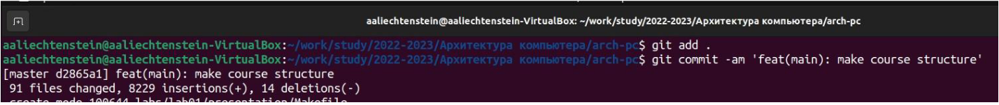 aaliechtenstein@aaliechtenstein-VirtualBox: ~/work/study/2022-2023/Архитектура компьютера/arch-pc
aaliechtenstein@aaliechtenstein-VirtualBox:~/work/study/2022-2023/Архитектура компьютера/arch-pc$ git add .
aaliechtenstein@aaliechtenstein-VirtualBox:~/work/study/2022-2023/Архитектура компьютера/arch-pc$ git commit -am 'feat(main): make course structure'
[master d2865a1] feat(main): make course structure
91 files changed, 8229 insertions(+), 14 deletions(-)
create mode 100644 labs/lab01/presentation/Makefile